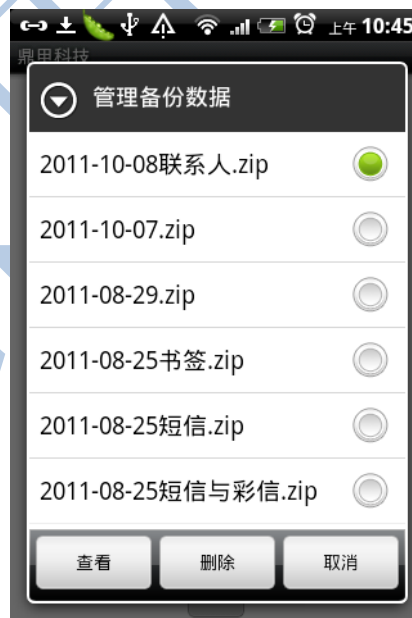 上午 10:45
鼎甲科技
管理备份数据
2011-10-08联系人.zip
2011-10-07.zip
2011-08-29.zip
2011-08-25书签.zip
2011-08-25短信.zip
2011-08-25短信与彩信.zip
查看 删除 取消